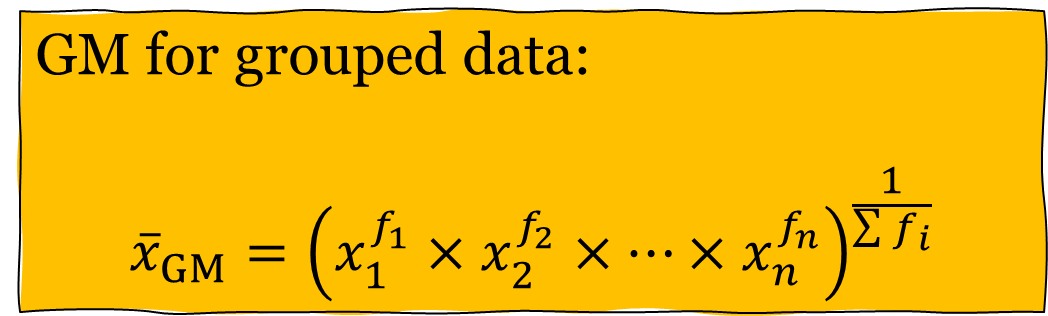 GM for grouped data:
x̄_GM = (x_1^{f_1} × x_2^{f_2} × ⋯ × x_n^{f_n})^{1/∑ f_i}